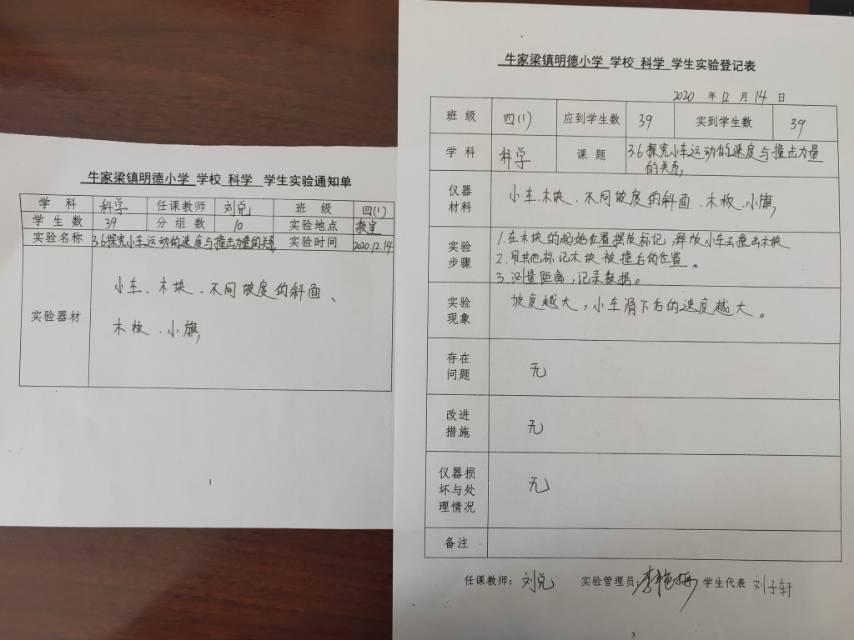 牛家梁镇明德小学 学校 科学 学生实验通知单
学 科 科学 任课教师 刘兑 班 级 四(1)
学 生 数 39 分 组 数 10 实验地点 教室
实验名称 3.6探究小车运动的速度与撞击力量的关系 实验时间 2020.12.14
实验器材
小车、木块、不同坡度的斜面、
木板、小旗
1
牛家梁镇明德小学 学校 科学 学生实验登记表
2020 年 12 月 14 日
班 级 四(1) 应到学生数 39 实到学生数 39
学 科 科学 课 题 3.6探究小车运动的速度与撞击力量
的关系
仪器
材料
小车、木块、不同坡度的斜面、木板、小旗
实验
步骤
1.在木块的起始位置摆放标记,释放小车去撞击木块
2.用其他标记木块被撞后的位置。
3.测量距离,记录数据。
实验
现象
坡度越大,小车滑下后的速度越大。
存在
问题
无
改进
措施
无
仪器损
坏与处
理情况
无
备注
任课教师: 刘兑 实验管理员: 学生代表 刘子轩